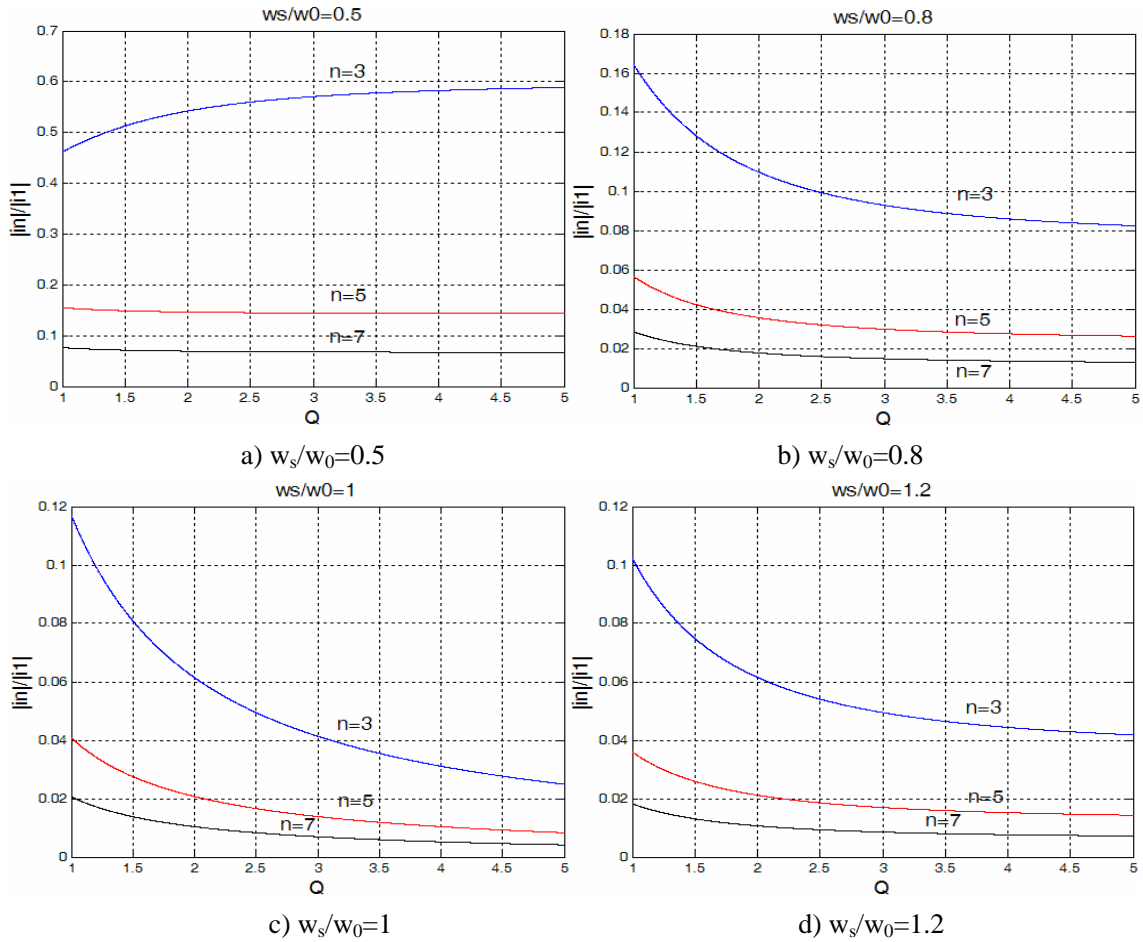 ws/w0=0.5
0.7
0.6
0.5
0.4
0.3
0.2
0.1
0
|in|/|i1|
n=3
n=5
n=7
1 1.5 2 2.5 3 3.5 4 4.5 5
Q
a) ws/w0=0.5
ws/w0=0.8
0.18
0.16
0.14
0.12
0.1
0.08
0.06
0.04
0.02
0
|in|/|i1|
n=3
n=5
n=7
1 1.5 2 2.5 3 3.5 4 4.5 5
Q
b) ws/w0=0.8
ws/w0=1
0.12
0.1
0.08
0.06
0.04
0.02
0
|in|/|i1|
n=3
n=5
n=7
1 1.5 2 2.5 3 3.5 4 4.5 5
Q
c) ws/w0=1
ws/w0=1.2
0.12
0.1
0.08
0.06
0.04
0.02
0
|in|/|i1|
n=3
n=5
n=7
1 1.5 2 2.5 3 3.5 4 4.5 5
Q
d) ws/w0=1.2